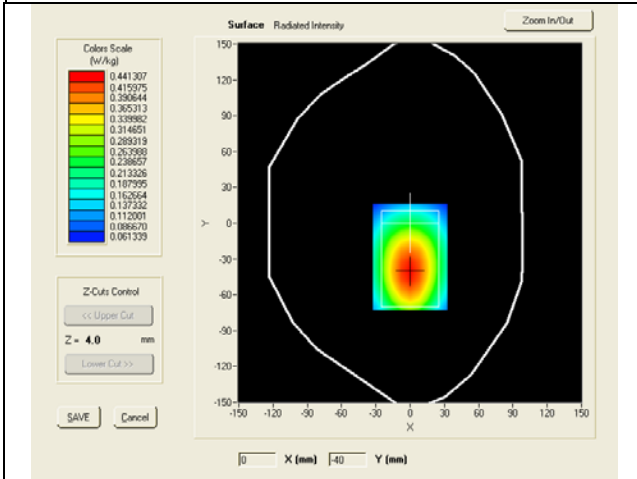 Surface Radiated Intensity
Zoom In/Out
Colors Scale
(W/kg)
0.441307
0.415975
0.390644
0.365313
0.339982
0.314651
0.289319
0.263988
0.238657
0.213326
0.187995
0.162664
0.137332
0.112001
0.086670
0.061339
Z-Cuts Control
<< Upper Cut
Z = 4.0 mm
Lower Cut >>
SAVE Cancel
150
120
90
60
30
0
-30
-60
-90
-120
-150
Y
-150 -120 -90 -60 -30 0 30 60 90 120 150
X
0 X (mm) -40 Y (mm)